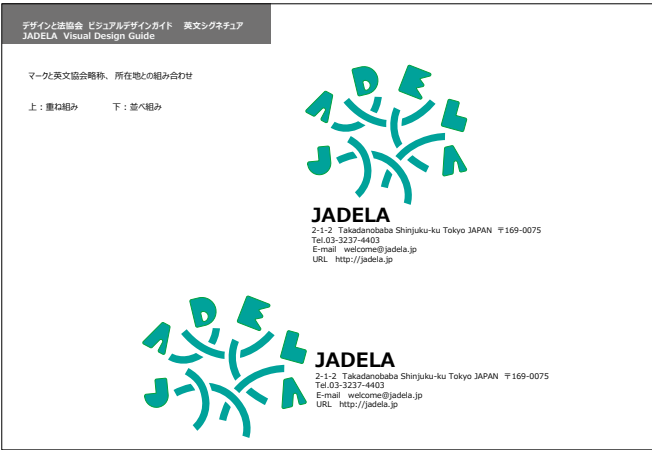 デザインと法協会 ビジュアルデザインガイド 英文シグネチュア
JADELA Visual Design Guide
マークと英文協会略称、所在地との組み合わせ
上：重ね組み 下：並べ組み
JADELA
JADELA
2-1-2 Takadanobaba Shinjuku-ku Tokyo JAPAN 〒169-0075
Tel.03-3237-4403
E-mail welcome@jadela.jp
URL http://jadela.jp
JADELA
JADELA
2-1-2 Takadanobaba Shinjuku-ku Tokyo JAPAN 〒169-0075
Tel.03-3237-4403
E-mail welcome@jadela.jp
URL http://jadela.jp